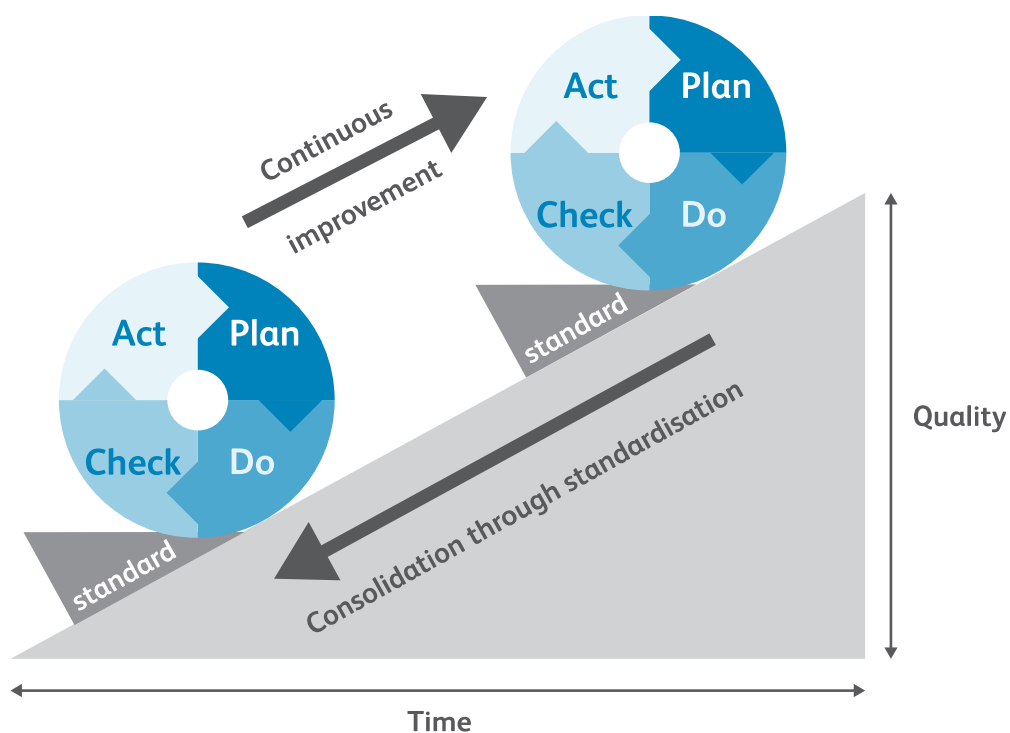 Act
Plan
Check
Do
standard
Continuous
improvement
Act
Plan
Check
Do
standard
Consolidation through standardisation
Quality
Time